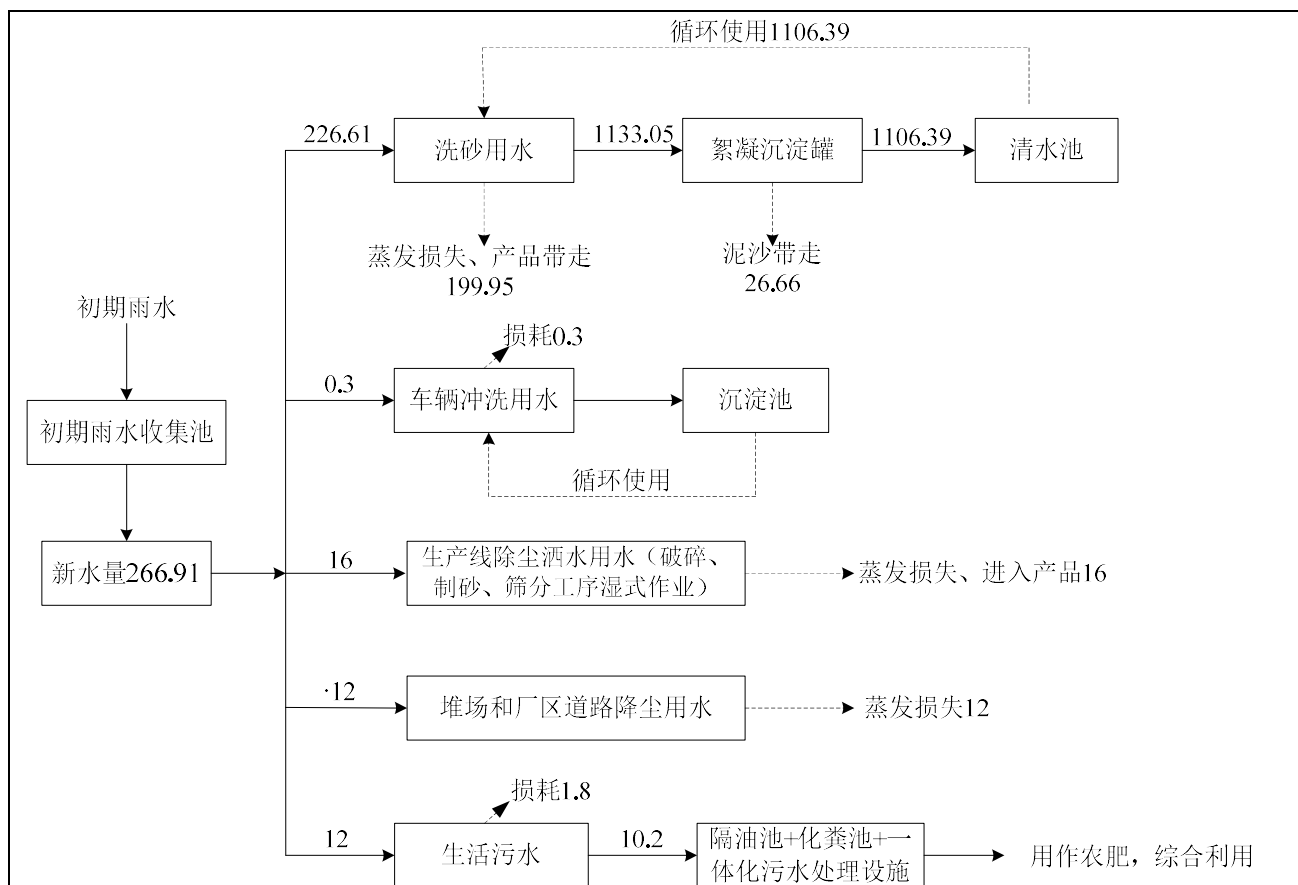 循环使用1106.39
226.61
洗砂用水
1133.05
絮凝沉淀罐
1106.39
清水池
蒸发损失、产品带走
199.95
泥沙带走
26.66
初期雨水
初期雨水收集池
新水量266.91
损耗0.3
0.3
车辆冲洗用水
沉淀池
循环使用
16
生产线除尘洒水用水（破碎、
制砂、筛分工序湿式作业）
蒸发损失、进入产品16
·12
堆场和厂区道路降尘用水
蒸发损失12
损耗1.8
12
生活污水
10.2
隔油池+化粪池+一
体化污水处理设施
用作农肥，综合利用